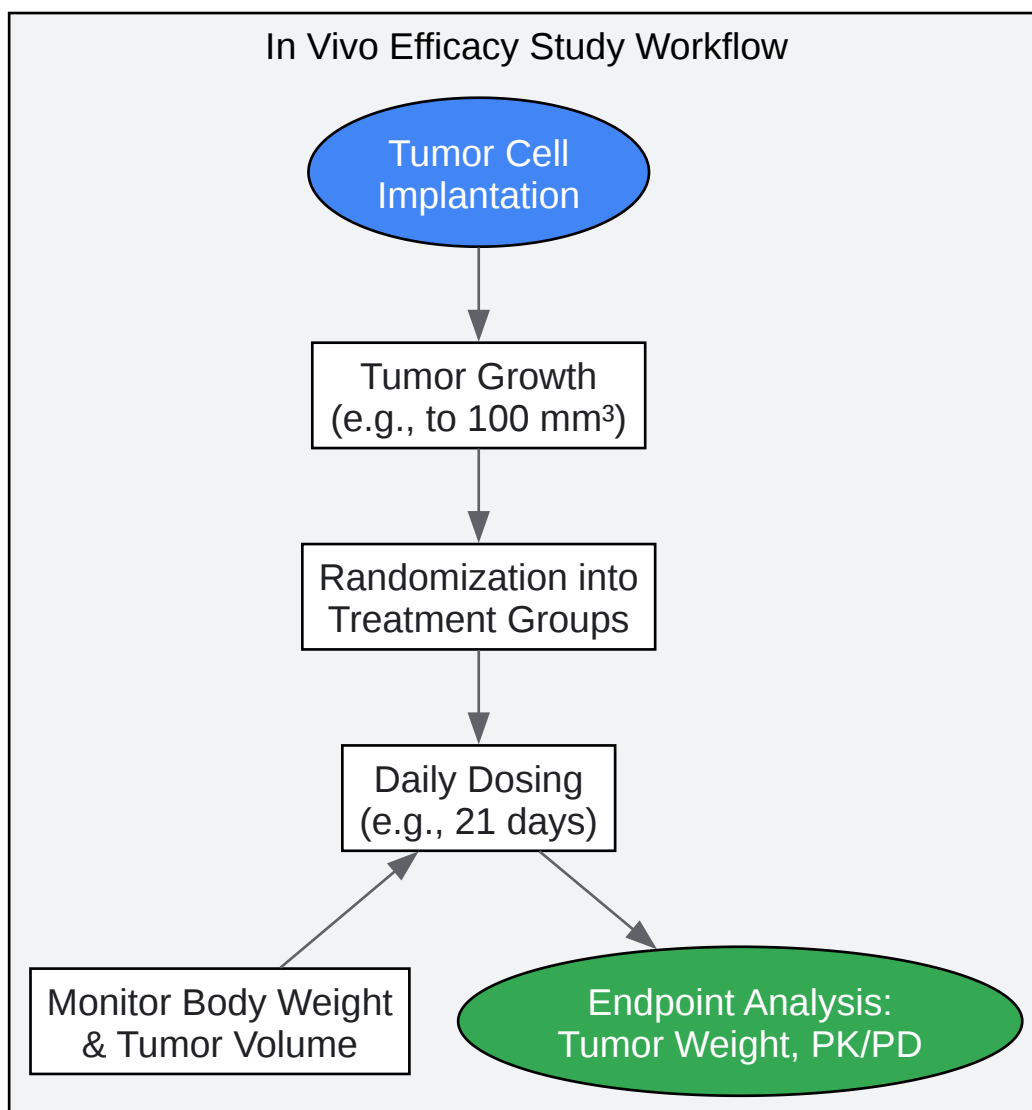 In Vivo Efficacy Study Workflow
Tumor Cell
Implantation
Tumor Growth
(e.g., to 100 mm³)
Randomization into
Treatment Groups
Daily Dosing
(e.g., 21 days)
Monitor Body Weight
& Tumor Volume
Endpoint Analysis:
Tumor Weight, PK/PD